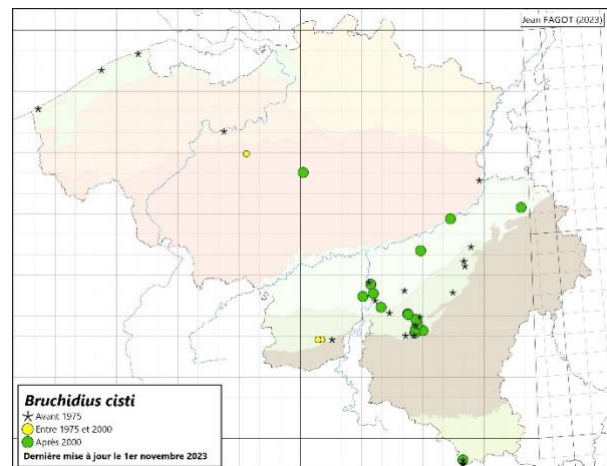 Jean FAGOT (2023)
Bruchidius cisti
Avant 1975
Entre 1975 et 2000
Après 2000
Dernière mise à jour le 1er novembre 2023